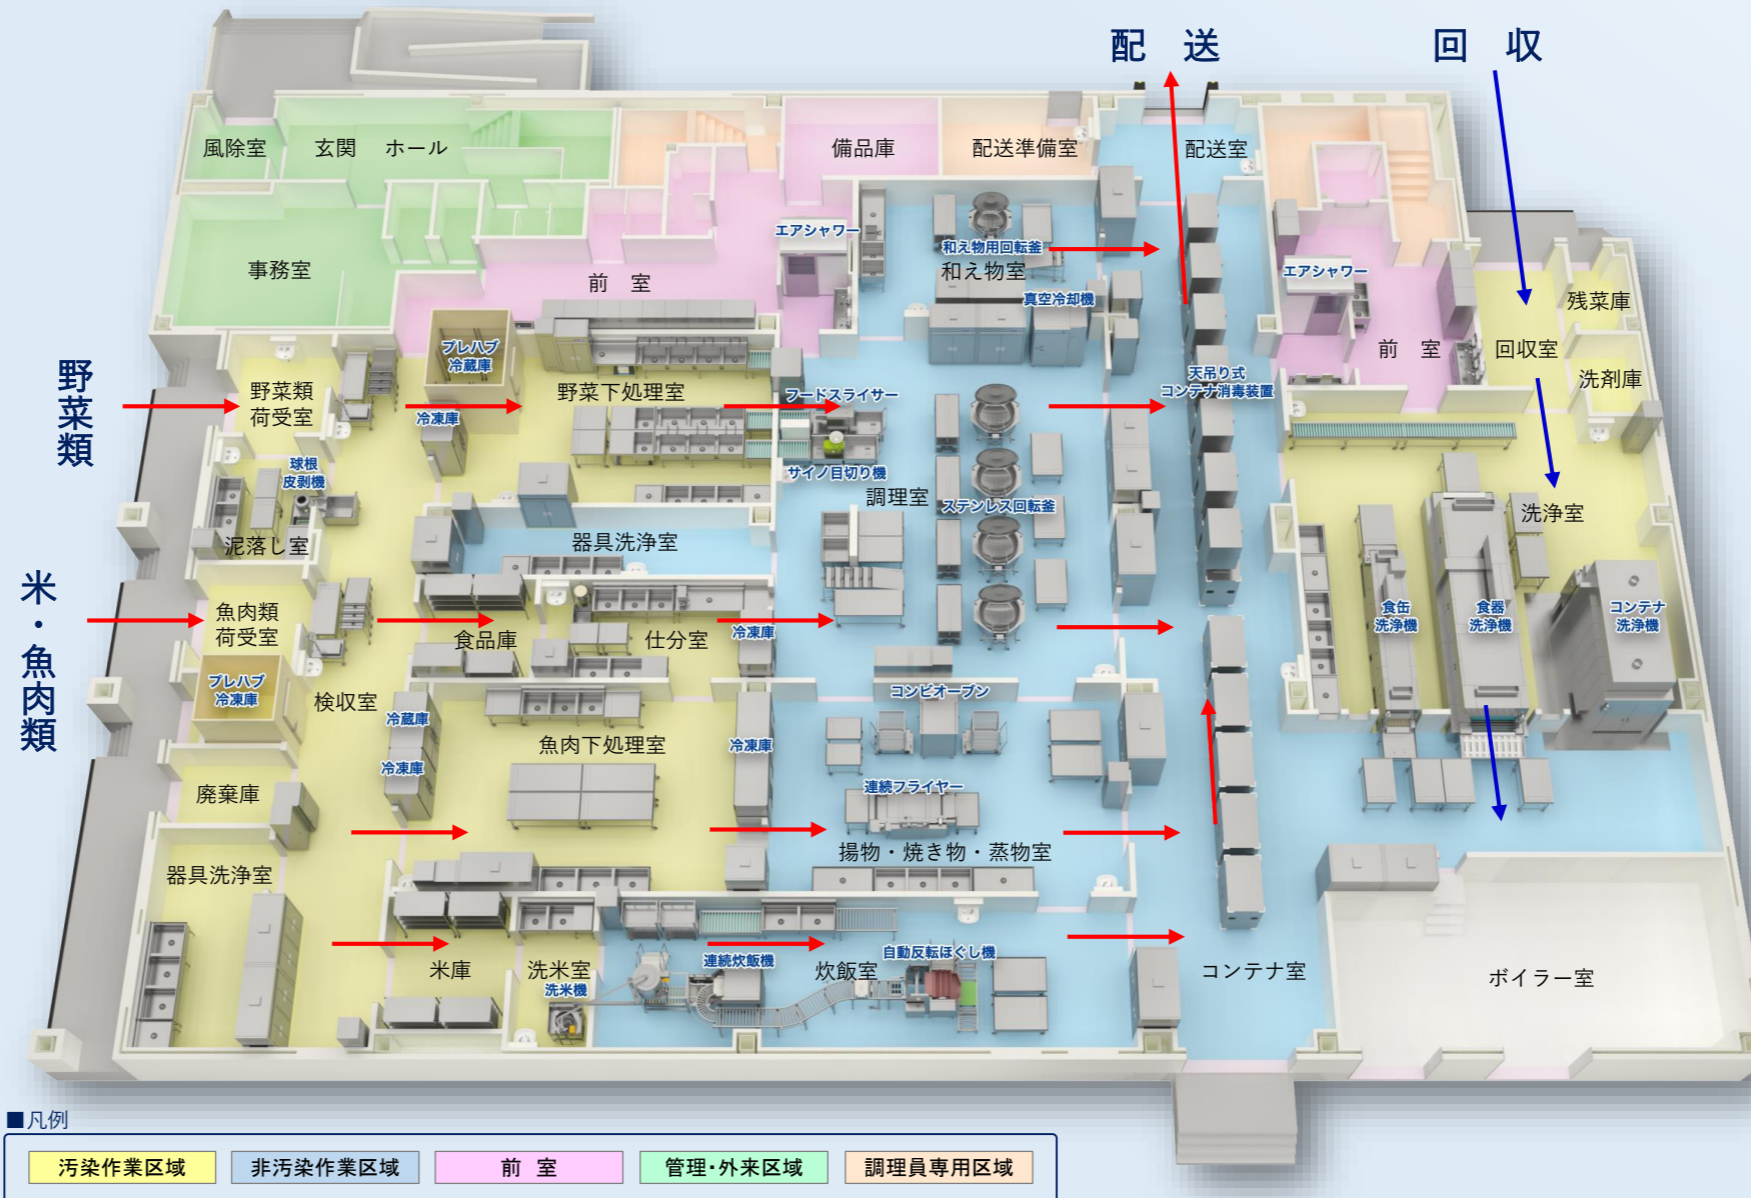 配 送
回 収
風除室
玄関 ホール
備品庫
配送準備室
配送室
事務室
前 室
エアシャワー
和え物用回転釜
和え物室
真空冷却機
エアシャワー
前 室
回収室
残菜庫
洗剤庫
野菜類
野菜類
荷受室
プレハブ
冷蔵庫
冷凍庫
野菜下処理室
フードスライサー
サイノ目切り機
調理室
ステンレス回転釜
天吊り式
コンテナ消毒装置
球根
皮剥機
泥落し室
器具洗浄室
洗浄室
食缶
洗浄機
食器
洗浄機
コンテナ
洗浄機
米・魚肉類
魚肉類
荷受室
プレハブ
冷凍庫
検収室
食品庫
仕分室
冷凍庫
冷蔵庫
冷凍庫
魚肉下処理室
冷凍庫
コンビオーブン
連続フライヤー
揚物・焼き物・蒸物室
廃棄庫
器具洗浄室
米庫
洗米室
洗米機
連続炊飯機
炊飯室
自動反転ほぐし機
コンテナ室
ボイラー室
■凡例
汚染作業区域
非汚染作業区域
前 室
管理・外来区域
調理員専用区域